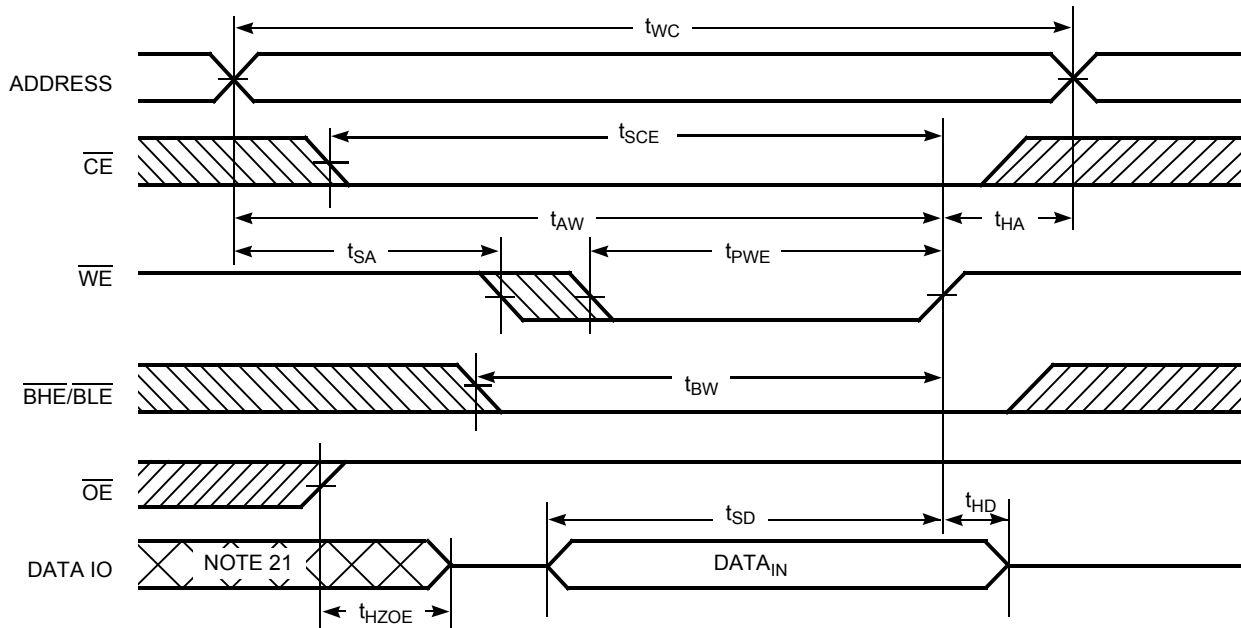 tWC
ADDRESS
tSCE
CE
tAW
tHA
tSA
tPWE
WE
tBW
BHE/BLE
OE
tSD
tHD
DATA IO
NOTE 21
DATAIN
tHZOE